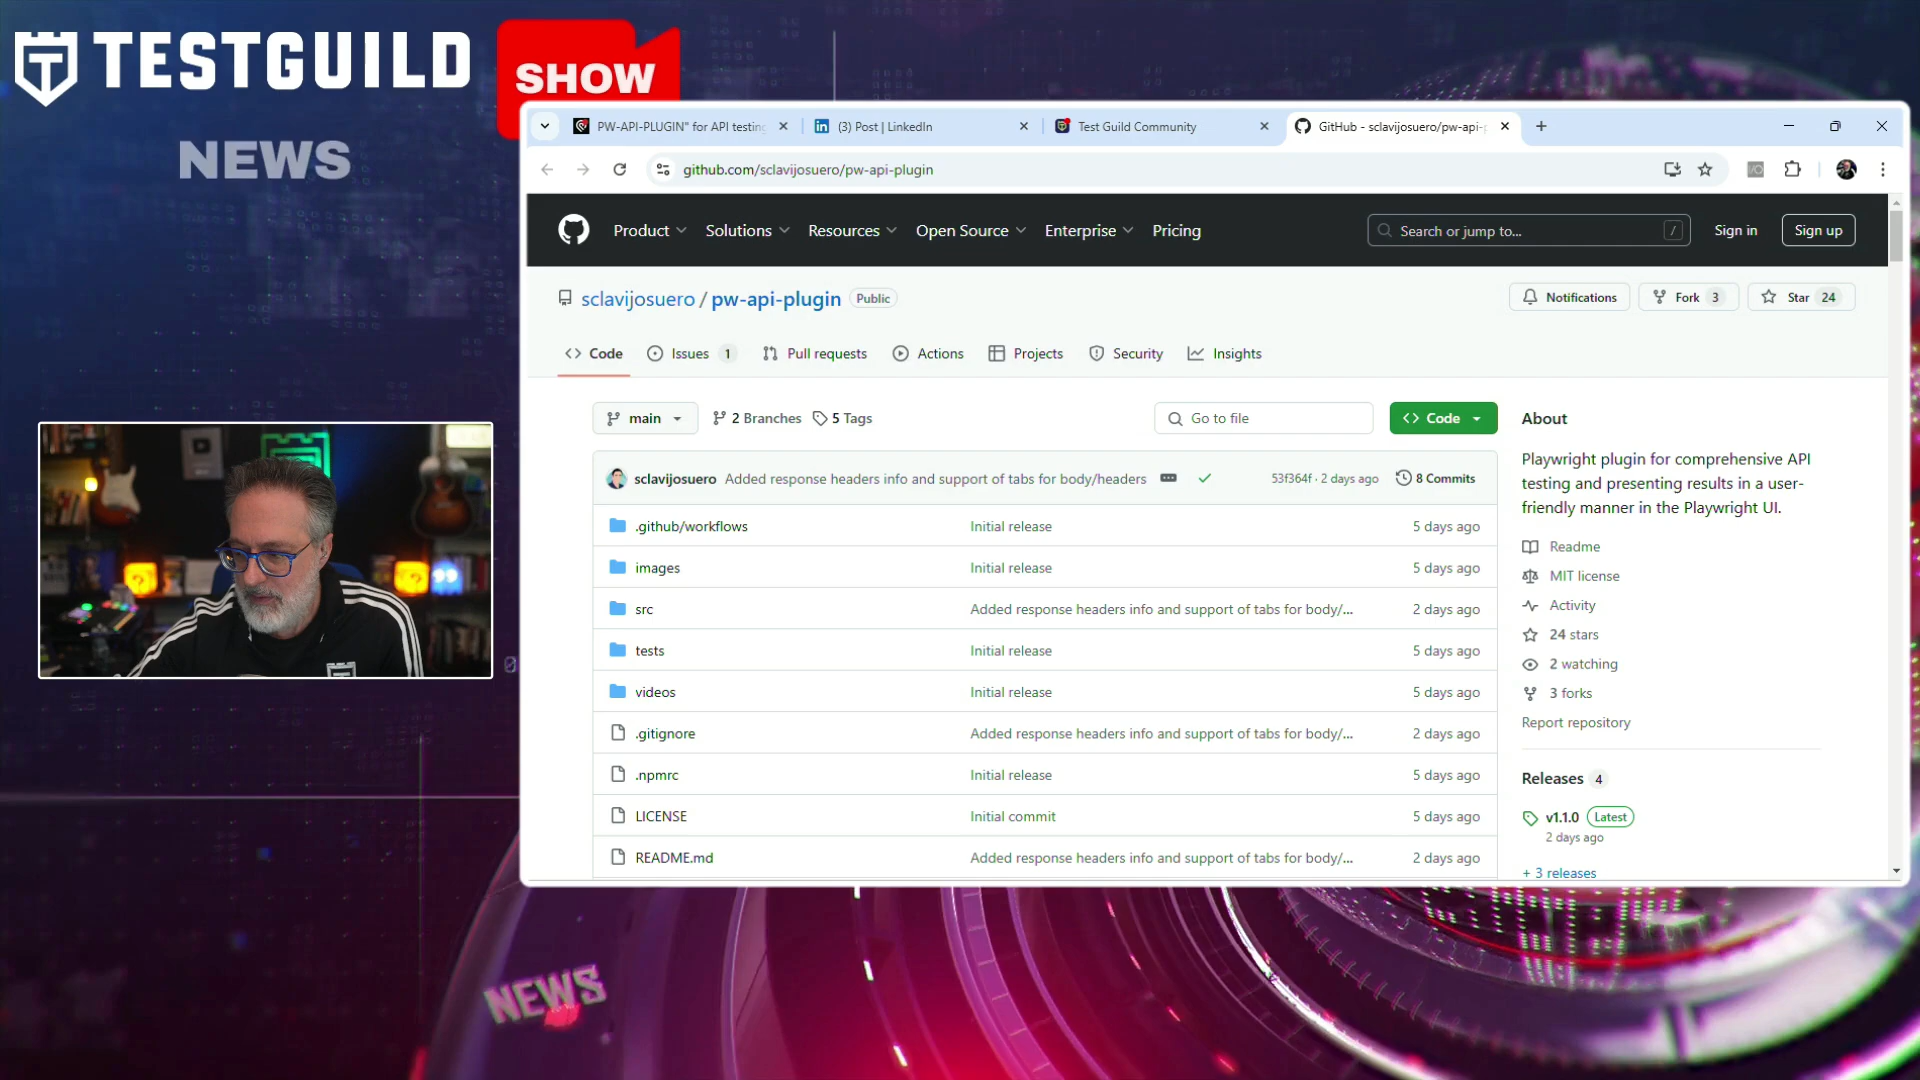 TESTGUILD
SHOW
NEWS
PW-API-PLUGIN" for API testing
(3) Post | LinkedIn
Test Guild Community
GitHub - sclavijosuero/pw-api-p
github.com/sclavijosuero/pw-api-plugin
Product
Solutions
Resources
Open Source
Enterprise
Pricing
Search or jump to...
/
Sign in
Sign up
sclavijosuero / pw-api-plugin
Public
Notifications
Fork 3
Star 24
Code
Issues 1
Pull requests
Actions
Projects
Security
Insights
main
2 Branches
5 Tags
Go to file
Code
sclavijosuero Added response headers info and support of tabs for body/headers
53f364f · 2 days ago
8 Commits
.github/workflows Initial release 5 days ago
images Initial release 5 days ago
src Added response headers info and support of tabs for body/... 2 days ago
tests Initial release 5 days ago
videos Initial release 5 days ago
.gitignore Added response headers info and support of tabs for body/... 2 days ago
.npmrc Initial release 5 days ago
LICENSE Initial commit 5 days ago
README.md Added response headers info and support of tabs for body/... 2 days ago
About
Playwright plugin for comprehensive API
testing and presenting results in a user-
friendly manner in the Playwright UI.
Readme
MIT license
Activity
24 stars
2 watching
3 forks
Report repository
Releases 4
v1.1.0 Latest
2 days ago
+ 3 releases
NEWS